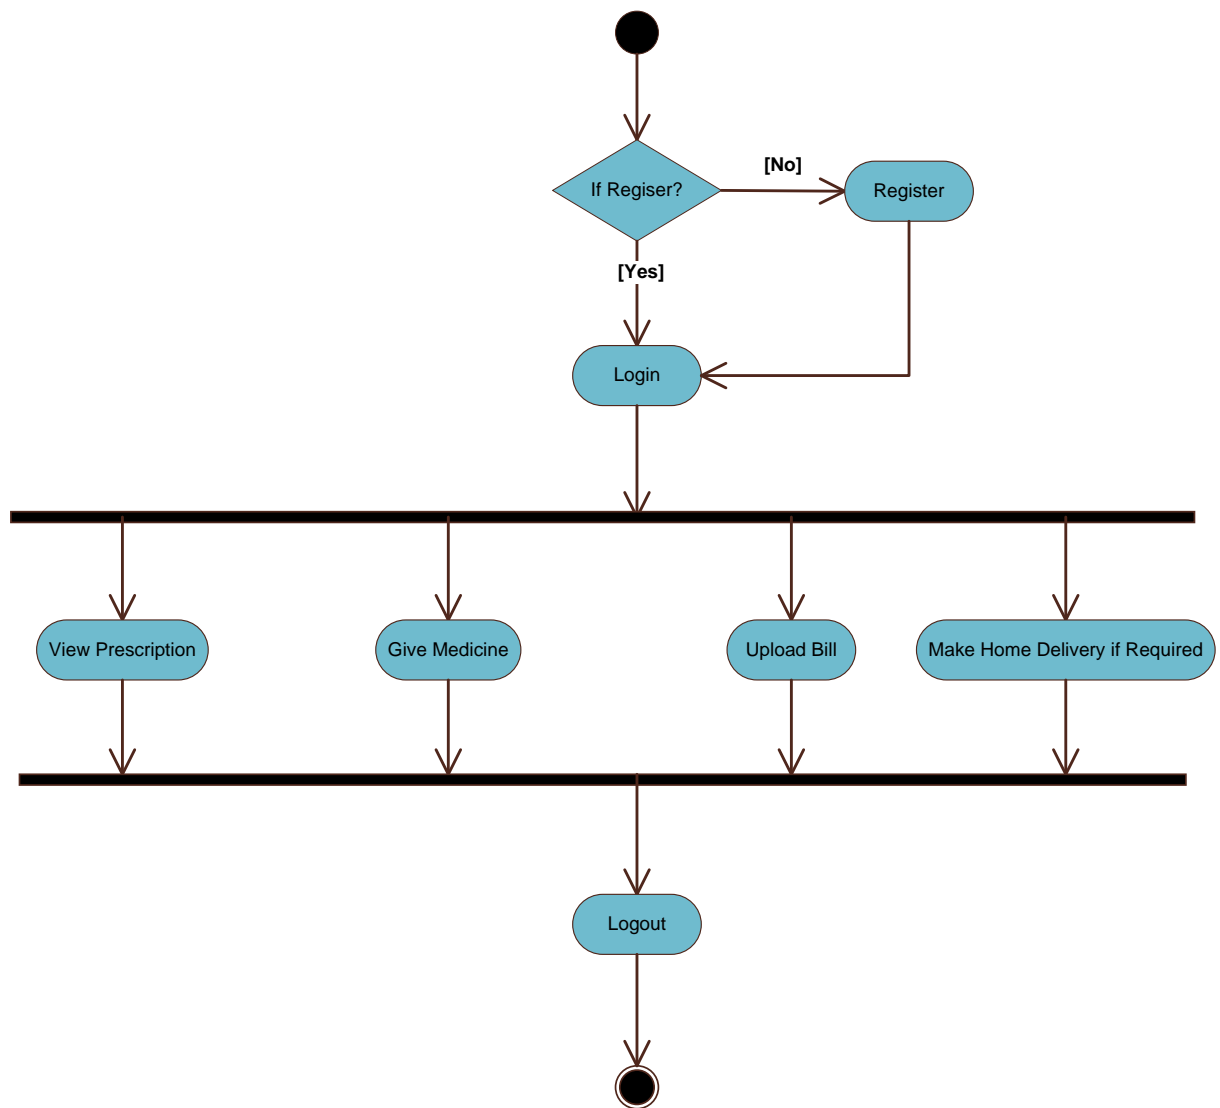 [No]
If Regiser?
Register
[Yes]
Login
View Prescription
Give Medicine
Upload Bill
Make Home Delivery if Required
Logout